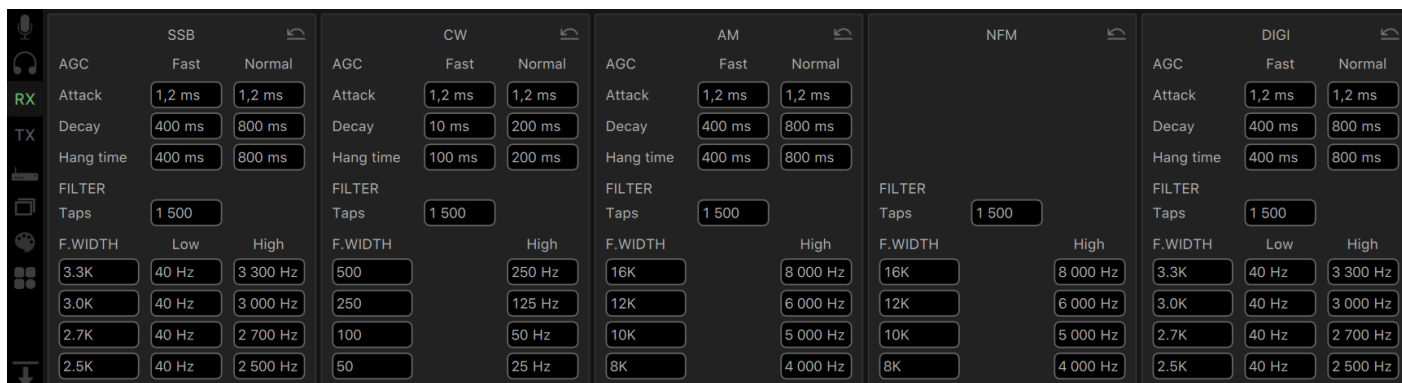 SSB CW AM NFM DIGI
AGC Fast Normal AGC Fast Normal AGC Fast Normal AGC Fast Normal
RX Attack 1,2 ms 1,2 ms Attack 1,2 ms 1,2 ms Attack 1,2 ms 1,2 ms Attack 1,2 ms 1,2 ms
TX Decay 400 ms 800 ms Decay 10 ms 200 ms Decay 400 ms 800 ms Decay 400 ms 800 ms
Hang time 400 ms 800 ms Hang time 100 ms 200 ms Hang time 400 ms 800 ms Hang time 400 ms 800 ms
FILTER FILTER FILTER FILTER FILTER
Taps 1 500 Taps 1 500 Taps 1 500 Taps 1 500 Taps 1 500
F.WIDTH Low High F.WIDTH High F.WIDTH High F.WIDTH High F.WIDTH Low High
3.3K 40 Hz 3 300 Hz 500 250 Hz 16K 8 000 Hz 16K 8 000 Hz 3.3K 40 Hz 3 300 Hz
3.0K 40 Hz 3 000 Hz 250 125 Hz 12K 6 000 Hz 12K 6 000 Hz 3.0K 40 Hz 3 000 Hz
2.7K 40 Hz 2 700 Hz 100 50 Hz 10K 5 000 Hz 10K 5 000 Hz 2.7K 40 Hz 2 700 Hz
2.5K 40 Hz 2 500 Hz 50 25 Hz 8K 4 000 Hz 8K 4 000 Hz 2.5K 40 Hz 2 500 Hz